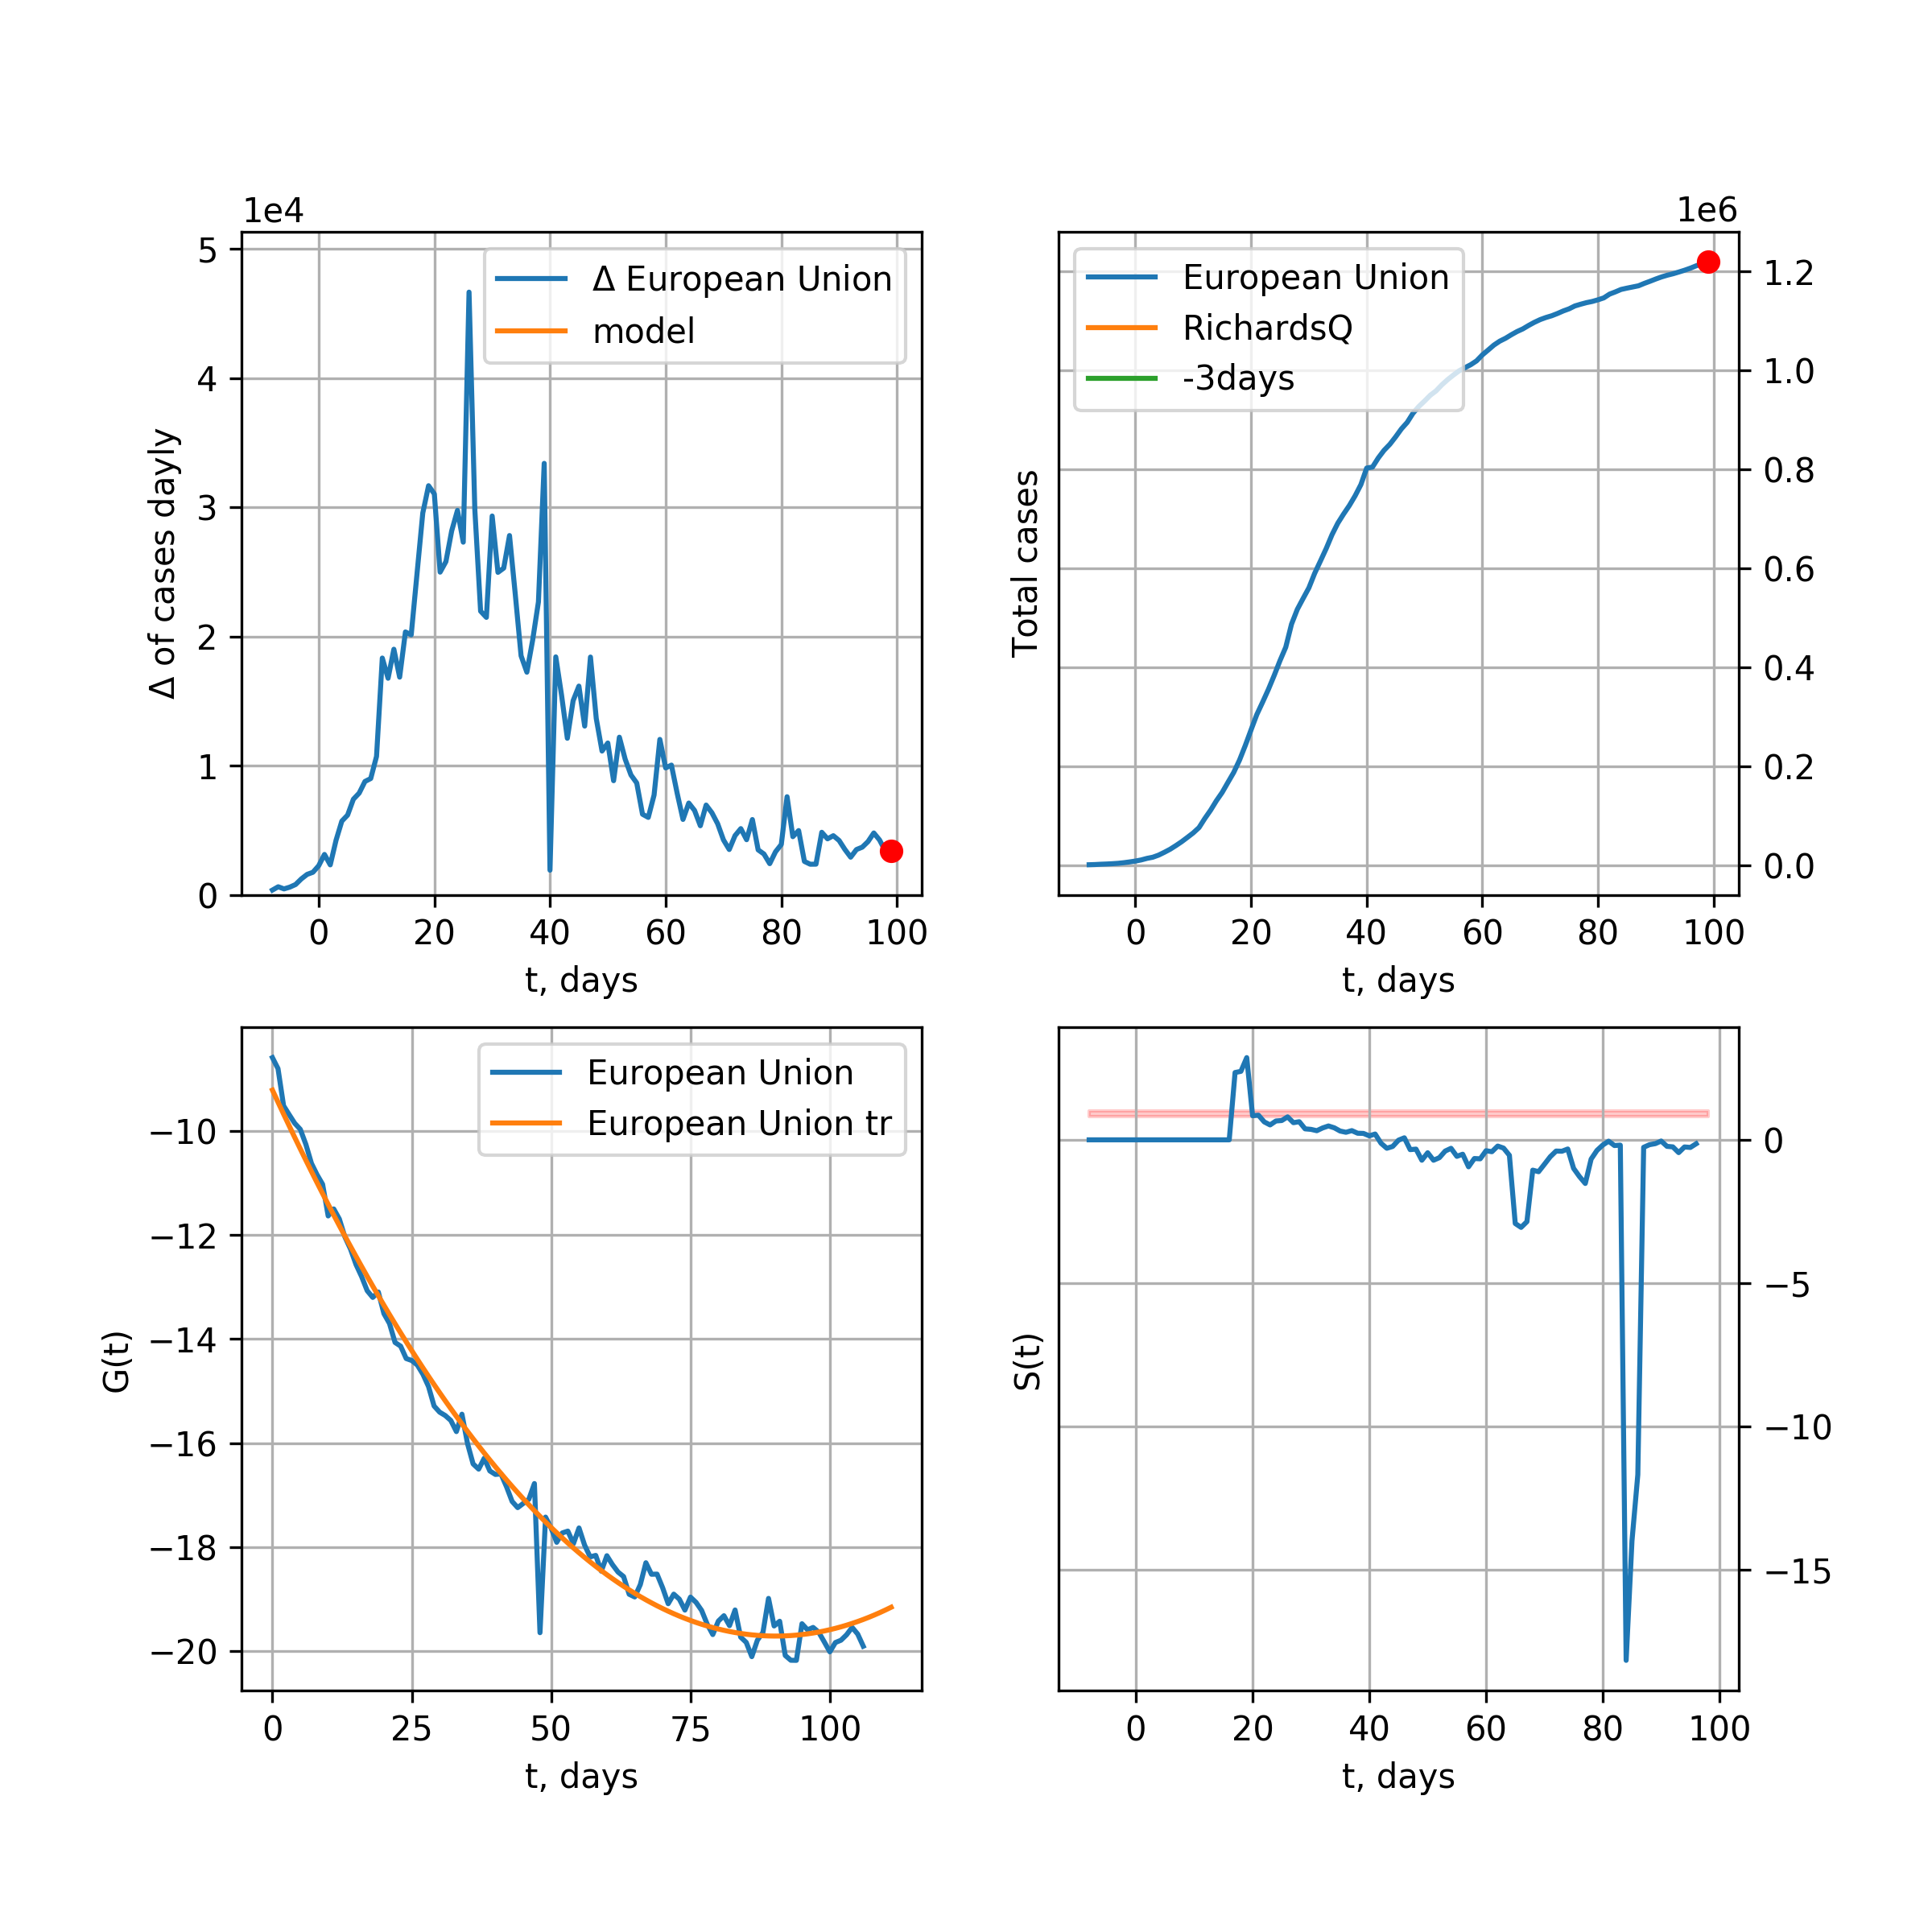 1e4
5
4
3
2
1
0
Δ of cases dayly
Δ European Union
model
0 20 40 60 80 100
t, days
1e6
1.2
1.0
0.8
0.6
0.4
0.2
0.0
Total cases
European Union
RichardsQ
-3days
0 20 40 60 80 100
t, days
−10
−12
−14
−16
−18
−20
G(t)
European Union
European Union tr
0 25 50 75 100
t, days
0
−5
−10
−15
S(t)
0 20 40 60 80 100
t, days